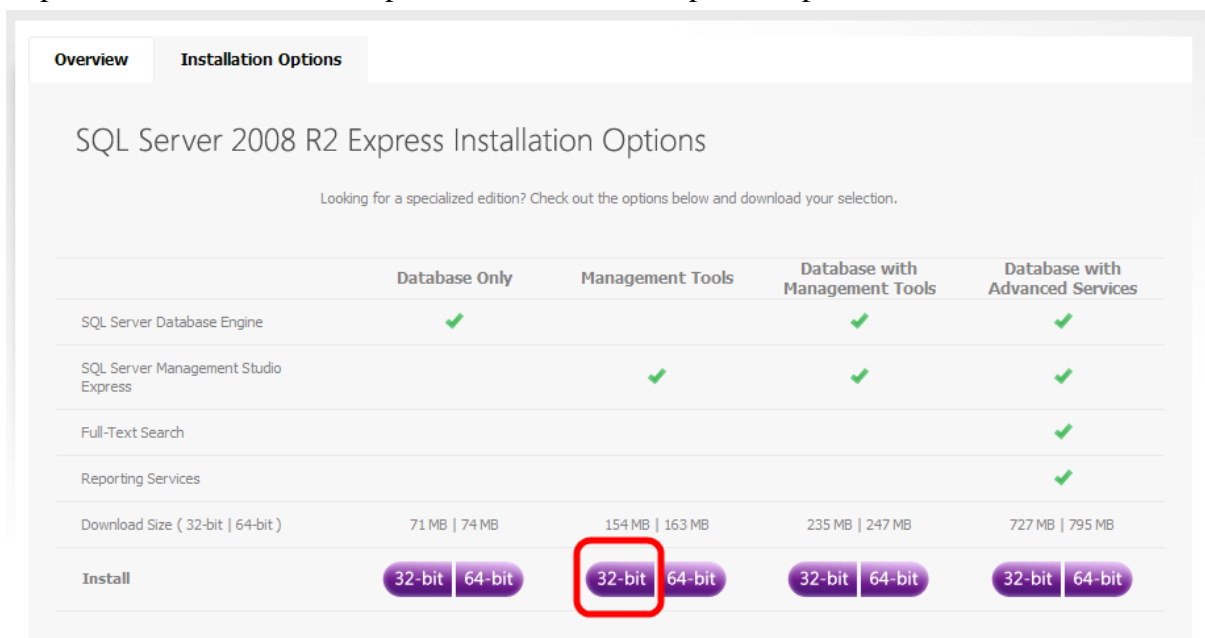 Overview Installation Options
SQL Server 2008 R2 Express Installation Options
Looking for a specialized edition? Check out the options below and download your selection.
Database Only Management Tools Database with Management Tools Database with Advanced Services
SQL Server Database Engine
SQL Server Management Studio
Express
Full-Text Search
Reporting Services
Download Size ( 32-bit | 64-bit ) 71 MB | 74 MB 154 MB | 163 MB 235 MB | 247 MB 727 MB | 795 MB
Install 32-bit 64-bit 32-bit 64-bit 32-bit 64-bit 32-bit 64-bit